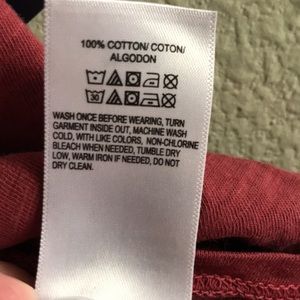 100% COTTON/ COTON/
ALGODON
30
WASH ONCE BEFORE WEARING, TURN
GARMENT INSIDE OUT, MACHINE WASH
COLD, WITH LIKE COLORS, NON-CHLORINE
BLEACH WHEN NEEDED, TUMBLE DRY
LOW, WARM IRON IF NEEDED, DO NOT
DRY CLEAN.